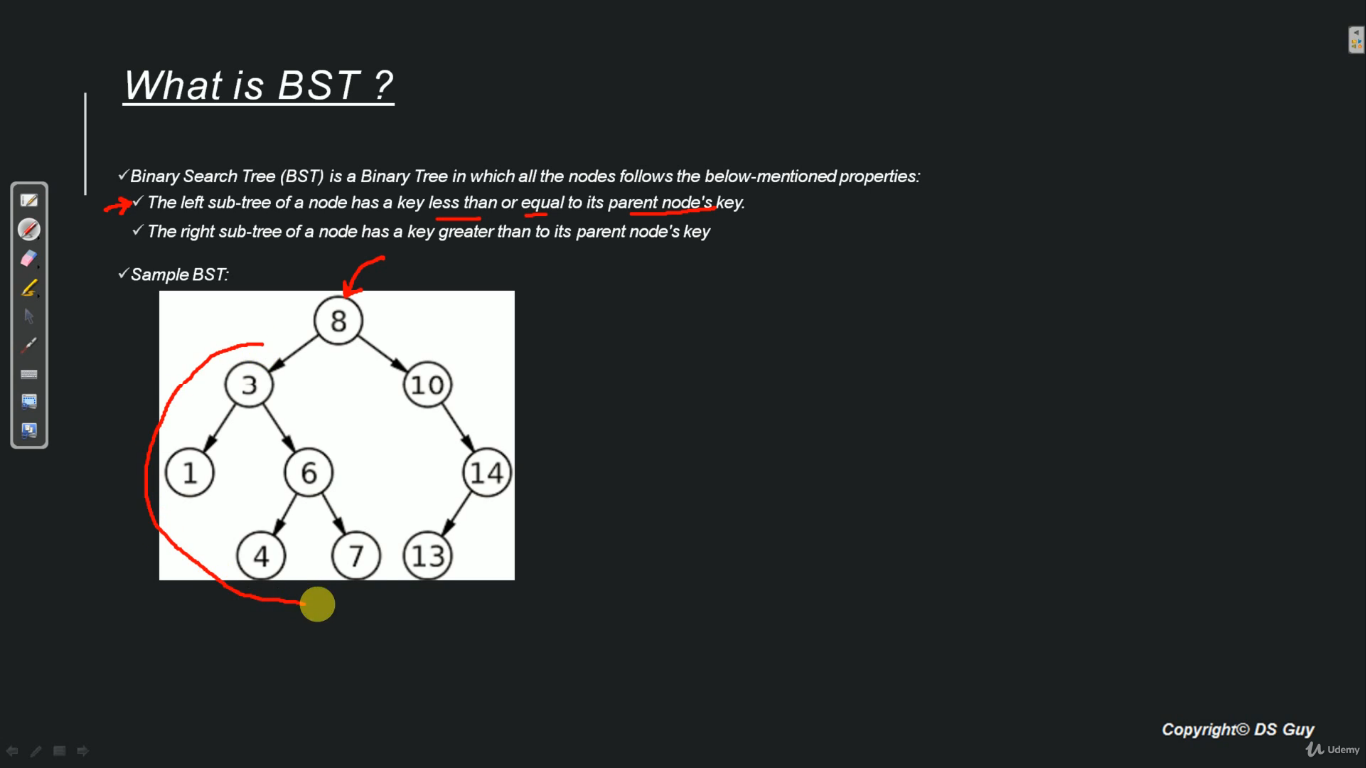 What is BST ?
✓Binary Search Tree (BST) is a Binary Tree in which all the nodes follows the below-mentioned properties:
✓ The left sub-tree of a node has a key less than or equal to its parent node's key.
✓ The right sub-tree of a node has a key greater than to its parent node's key
✓Sample BST:
8
3 10
1 6 14
4 7 13
Copyright© DS Guy
Udemy